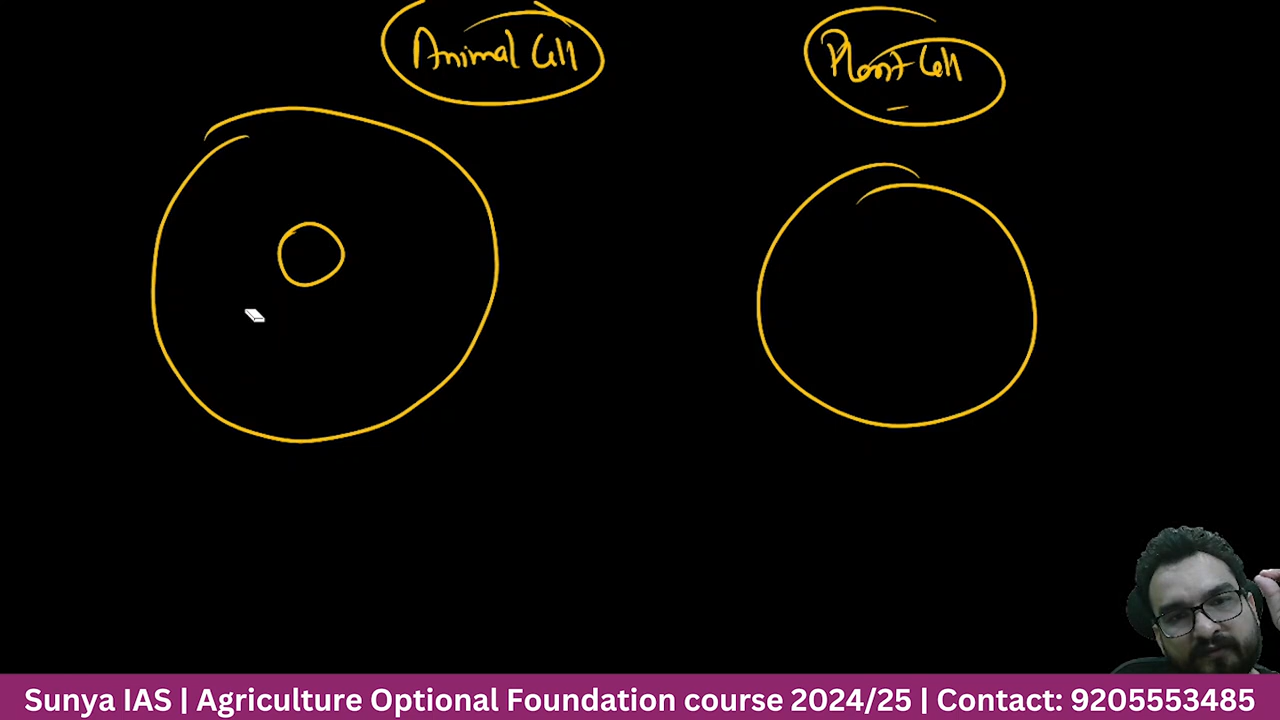 Animal Cell
Plant Cell
Sunya IAS | Agriculture Optional Foundation course 2024/25 | Contact: 9205553485